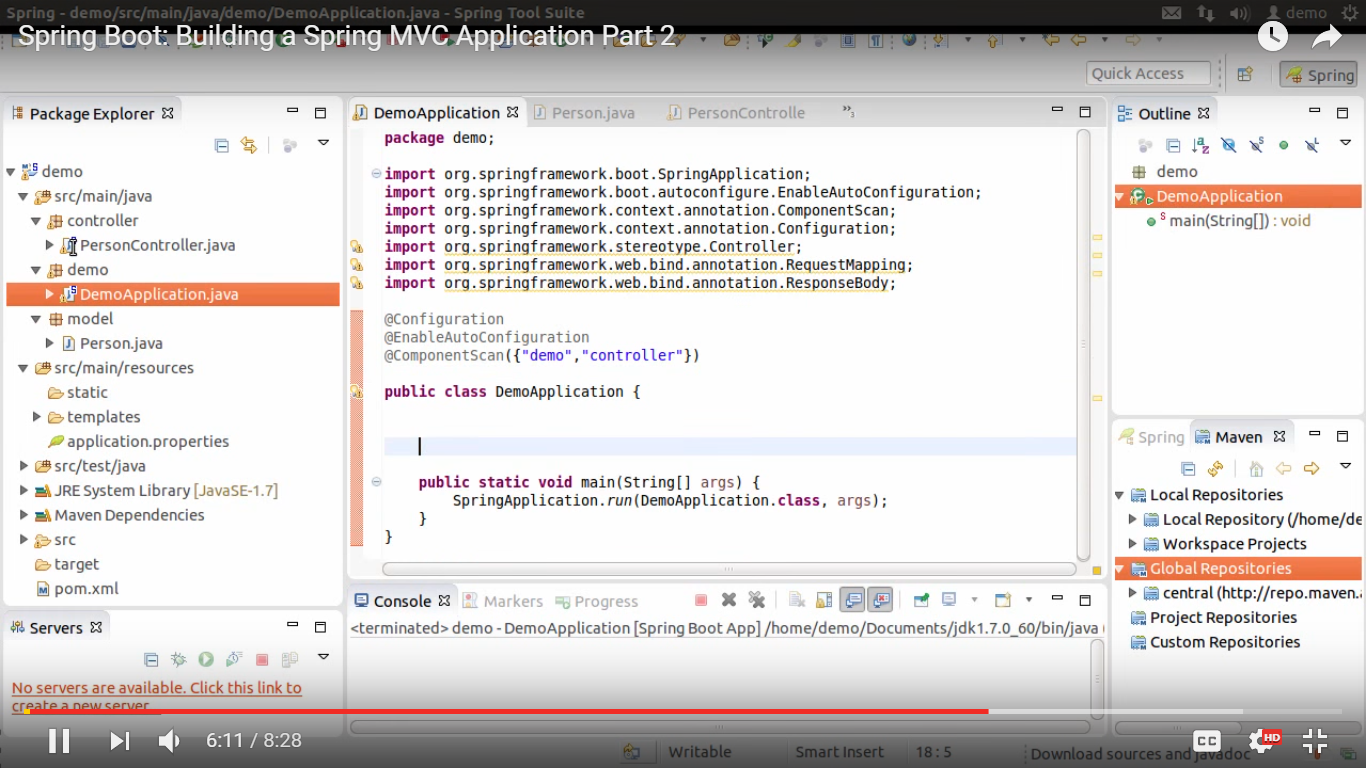 Spring - demo/src/main/java/demo/DemoApplication.java - Spring Tool Suite
demo
Spring Boot: Building a Spring MVC Application Part 2
Quick Access
Spring
Package Explorer
demo
src/main/java
controller
PersonController.java
demo
DemoApplication.java
model
Person.java
src/main/resources
static
templates
application.properties
src/test/java
JRE System Library [JavaSE-1.7]
Maven Dependencies
src
target
pom.xml
Servers
No servers are available. Click this link to
create a new server
DemoApplication
Person.java
PersonControlle
package demo;
import org.springframework.boot.SpringApplication;
import org.springframework.boot.autoconfigure.EnableAutoConfiguration;
import org.springframework.context.annotation.ComponentScan;
import org.springframework.context.annotation.Configuration;
import org.springframework.stereotype.Controller;
import org.springframework.web.bind.annotation.RequestMapping;
import org.springframework.web.bind.annotation.ResponseBody;
@Configuration
@EnableAutoConfiguration
@ComponentScan({"demo","controller"})
public class DemoApplication {
public static void main(String[] args) {
SpringApplication.run(DemoApplication.class, args);
}
}
Console
Markers
Progress
<terminated> demo - DemoApplication [Spring Boot App] /home/demo/Documents/jdk1.7.0_60/bin/java (
Outline
demo
DemoApplication
main(String[]) : void
Spring
Maven
Local Repositories
Local Repository (/home/de
Workspace Projects
Global Repositories
central (http://repo.maven.a
Project Repositories
Custom Repositories
6:11 / 8:28
CC
HD
Writable
Smart Insert
18 : 5
Download sources and javadoc